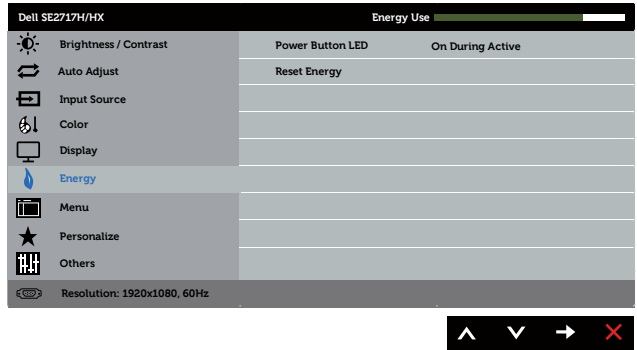 Dell SE2717H/HX Energy Use
Brightness / Contrast Power Button LED On During Active
Auto Adjust Reset Energy
Input Source
Color
Display
Energy
Menu
Personalize
Others
Resolution: 1920x1080, 60Hz